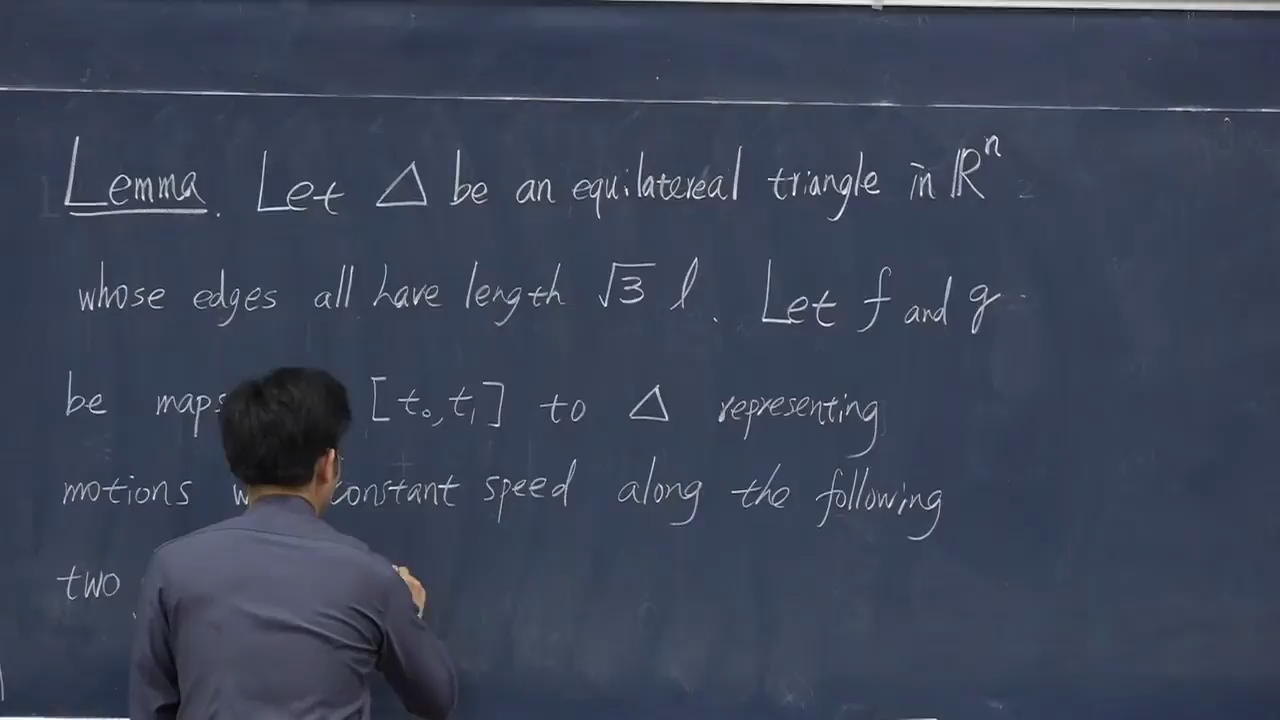 Lemma. Let △ be an equilatereal triangle in ℝⁿ
whose edges all have length √3 l. Let f and g
be maps [t₀, t₁] to △ representing
motions constant speed along the following
two